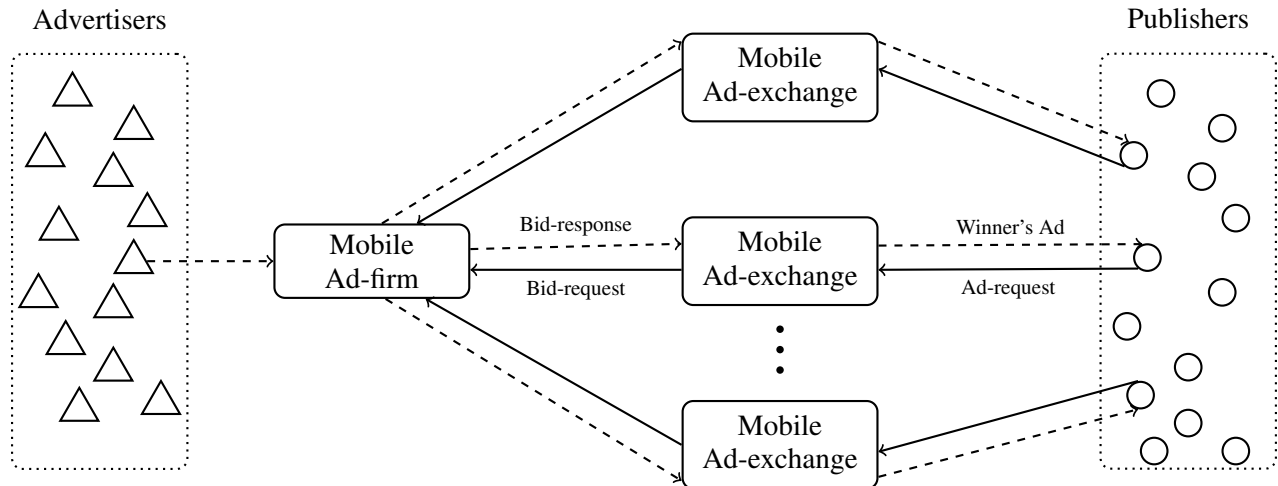 Advertisers
Publishers
Mobile
Ad-exchange
Mobile
Ad-firm
Bid-response
Bid-request
Mobile
Ad-exchange
Winner's Ad
Ad-request
Mobile
Ad-exchange